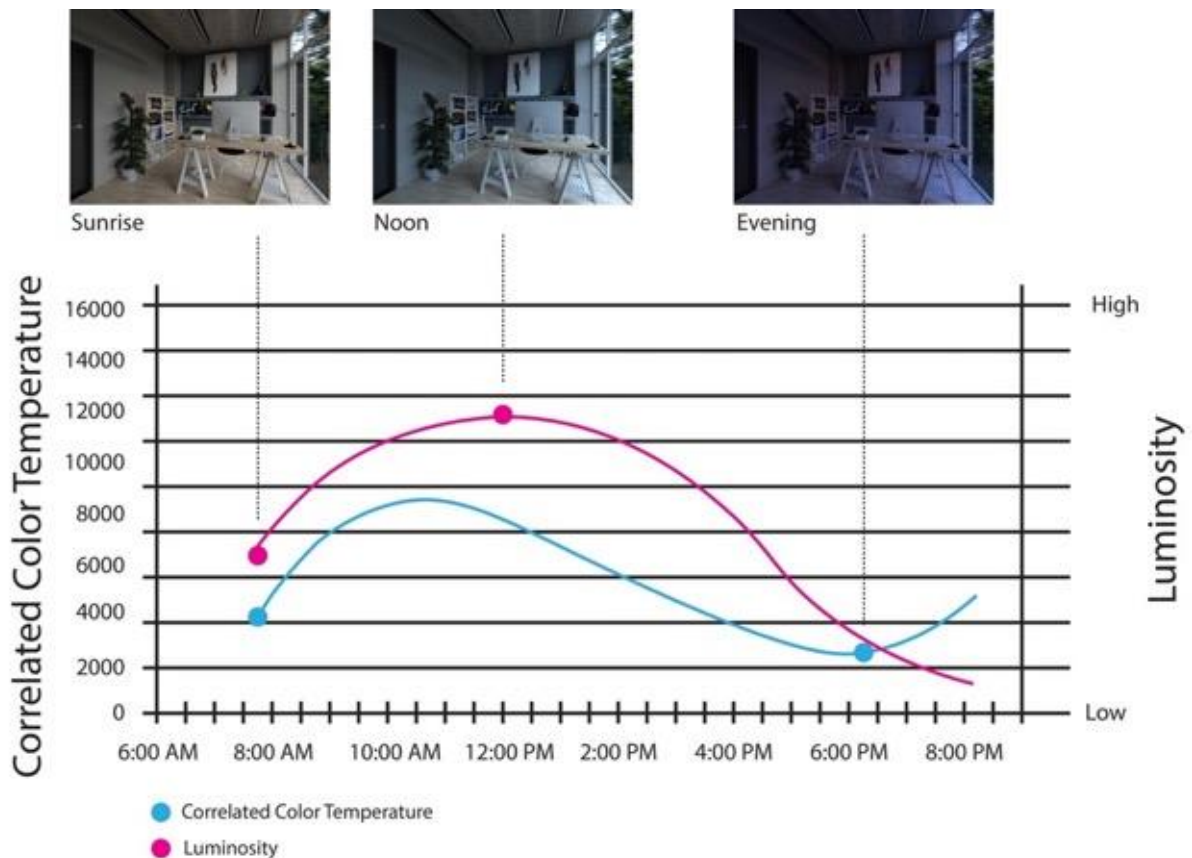 Sunrise
Noon
Evening
Correlated Color Temperature
16000
14000
12000
10000
8000
6000
4000
2000
0
High
Luminosity
Low
6:00 AM
8:00 AM
10:00 AM
12:00 PM
2:00 PM
4:00 PM
6:00 PM
8:00 PM
Correlated Color Temperature
Luminosity